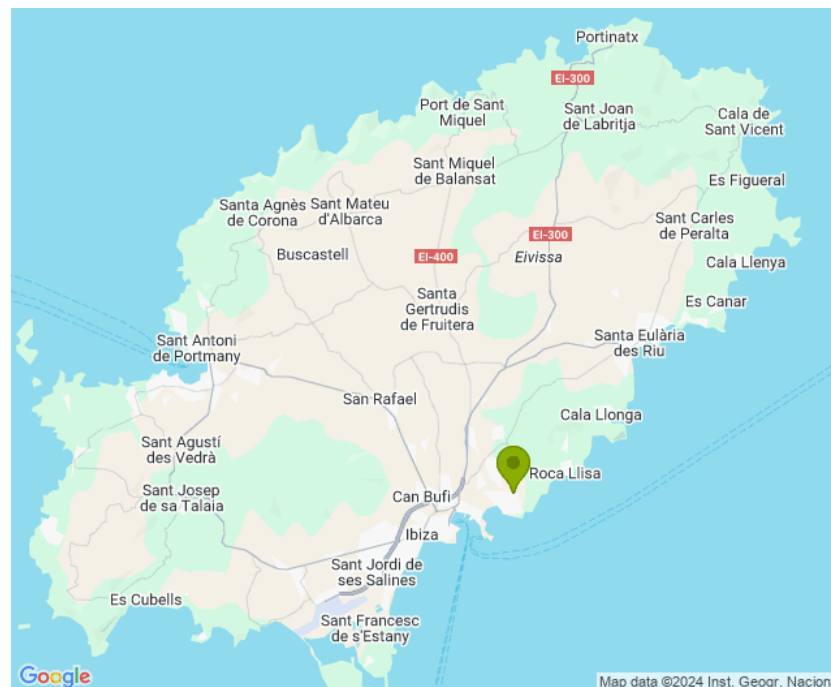 Portinatx
EI-300
Port de Sant
Miquel
Sant Joan
de Labritja
Cala de
Sant Vicent
Sant Miquel
de Balansat
Es Figueral
Santa Agnès
de Corona
Sant Mateu
d'Albarca
Sant Carles
de Peralta
EI-300
Buscastell
EI-400
Eivissa
Cala Llenya
Santa
Gertrudis
de Fruitera
Es Canar
Sant Antoni
de Portmany
Santa Eulària
des Riu
San Rafael
Cala Llonga
Sant Agustí
des Vedrà
Roca Llisa
Sant Josep
de sa Talaia
Can Bufi
Ibiza
Sant Jordi de
ses Salines
Es Cubells
Sant Francesc
de s'Estany
Google
Map data ©2024 Inst. Geogr. Nacion